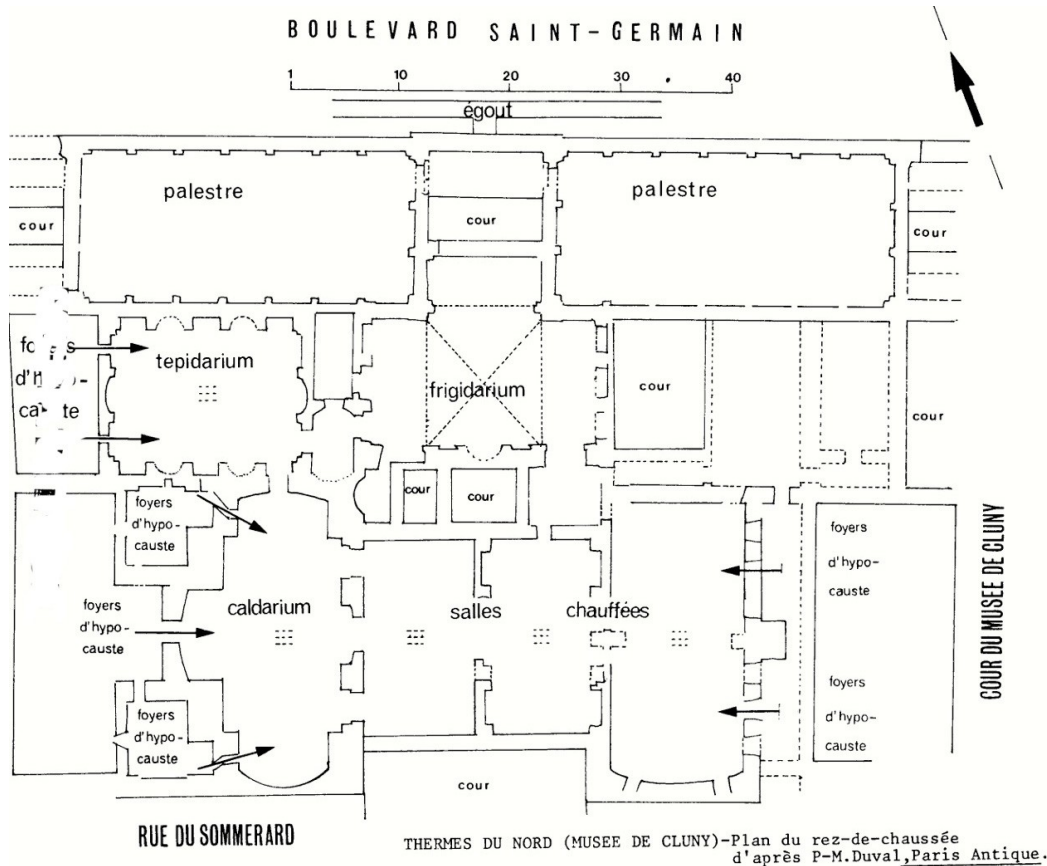 BOULEVARD SAINT-GERMAIN
1 10 20 30 40
égout
palestre
palestre
cour
cour
cour
foyers
d'hypo-
causte
tepidarium
frigidarium
cour
cour
cour
cour
foyers
d'hypo-
causte
foyers
d'hypo-
causte
caldarium
salles chauffées
foyers
d'hypo-
causte
foyers
d'hypo-
causte
foyers
d'hypo-
causte
cour
COUR DU MUSEE DE CLUNY
RUE DU SOMMERARD
THERMES DU NORD (MUSEE DE CLUNY)-Plan du rez-de-chaussée
d'après P-M.Duval,Paris Antique.